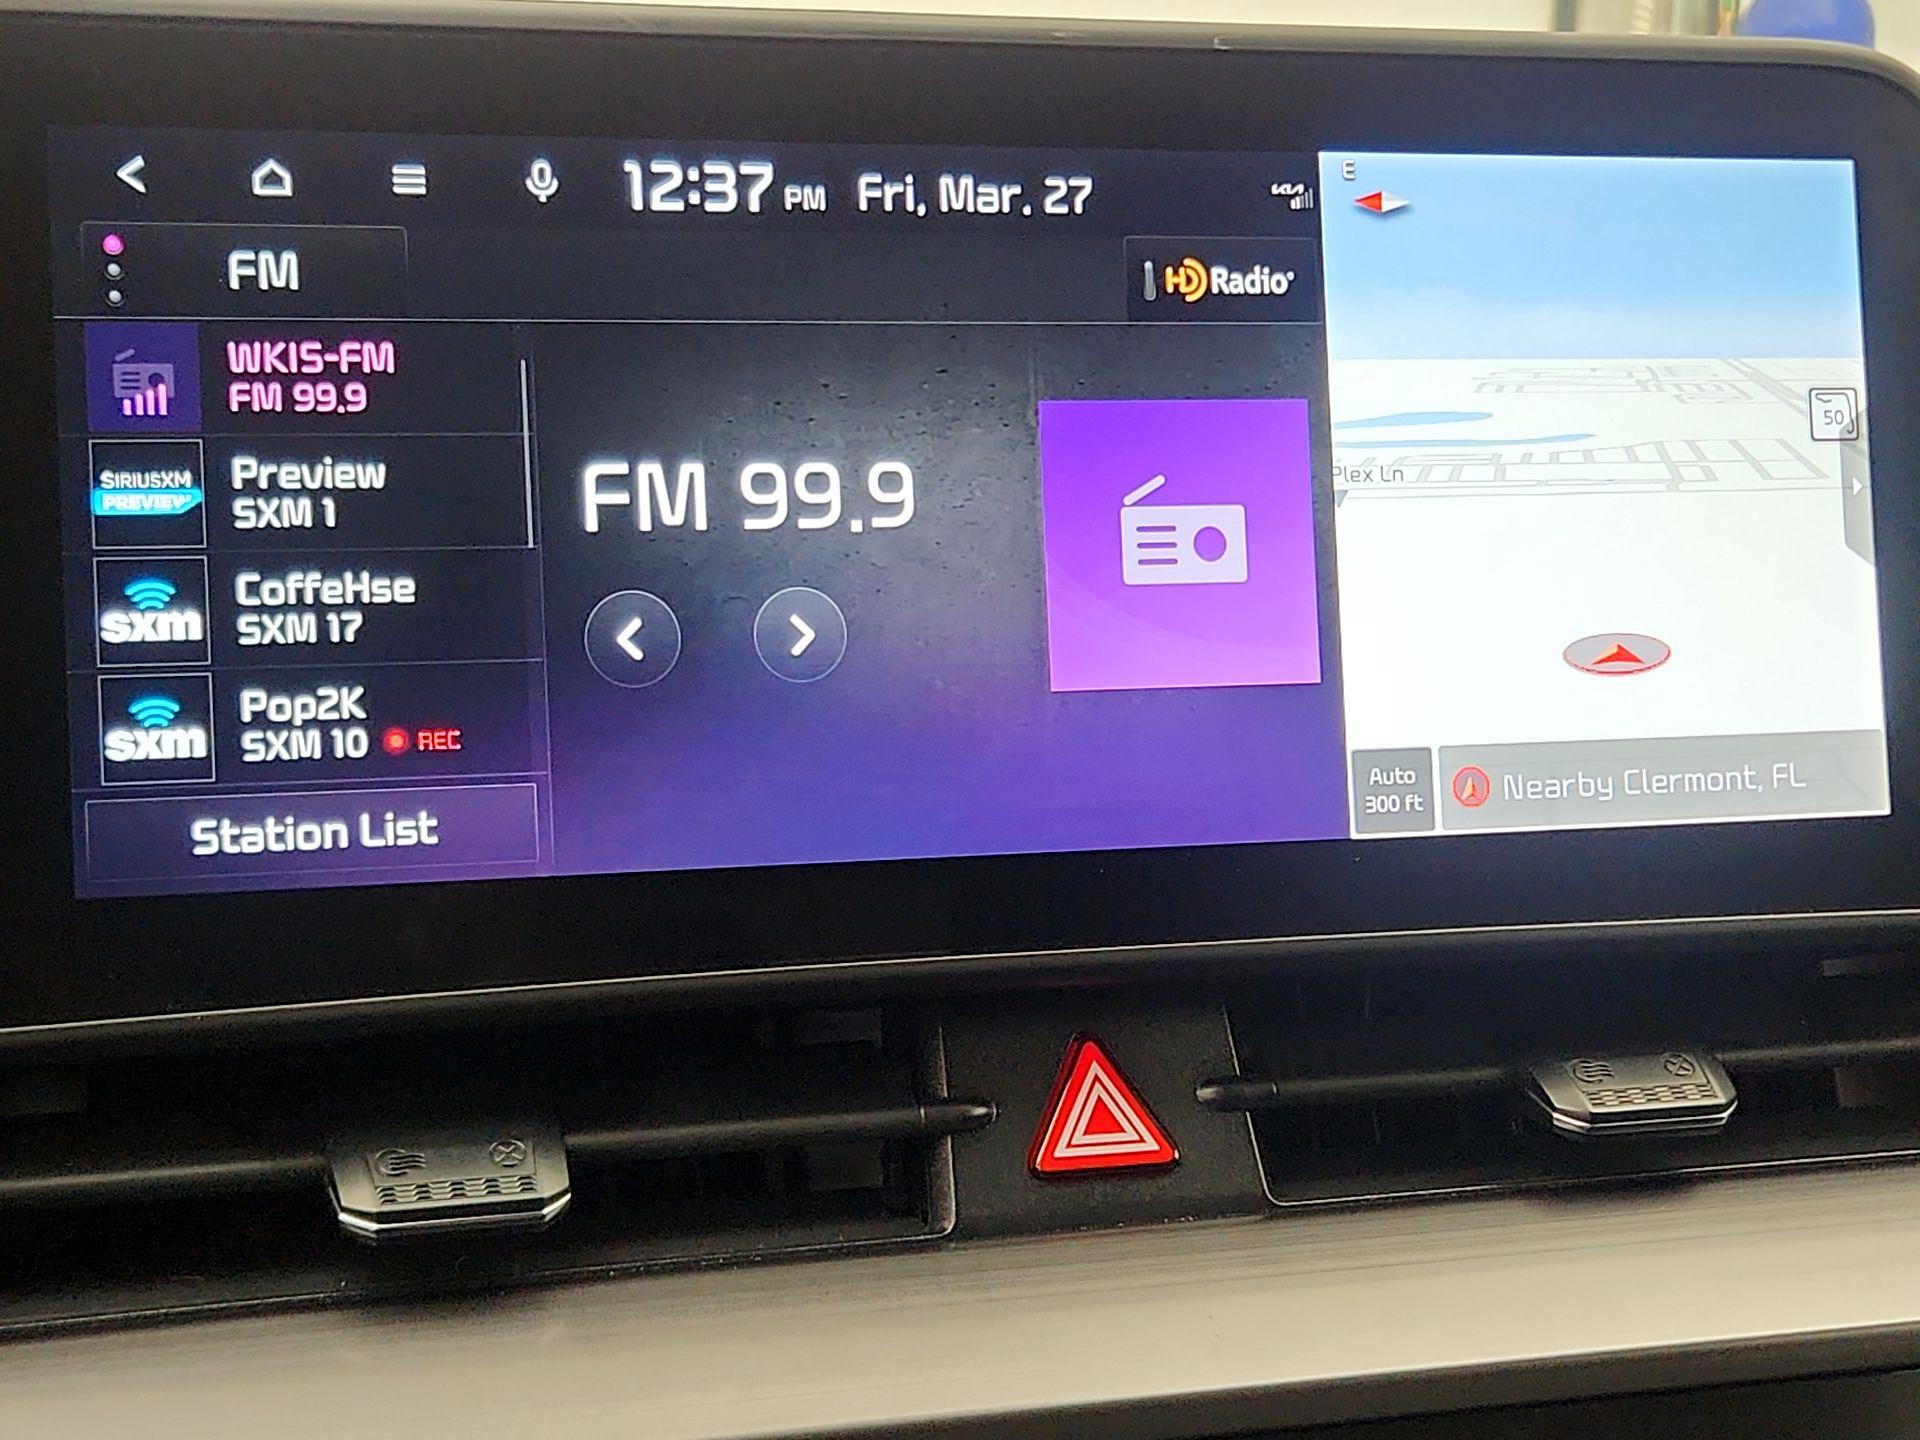 12:37 PM Fri, Mar. 27
KIA
FM
HD Radio
WKIS-FM
FM 99.9
SIRIUSXM
PREVIEW
Preview
SXM 1
sxm
CoffeHse
SXM 17
sxm
Pop2K
SXM 10 REC
Station List
FM 99.9
E
50
Plex Ln
Auto
300 ft
Nearby Clermont, FL